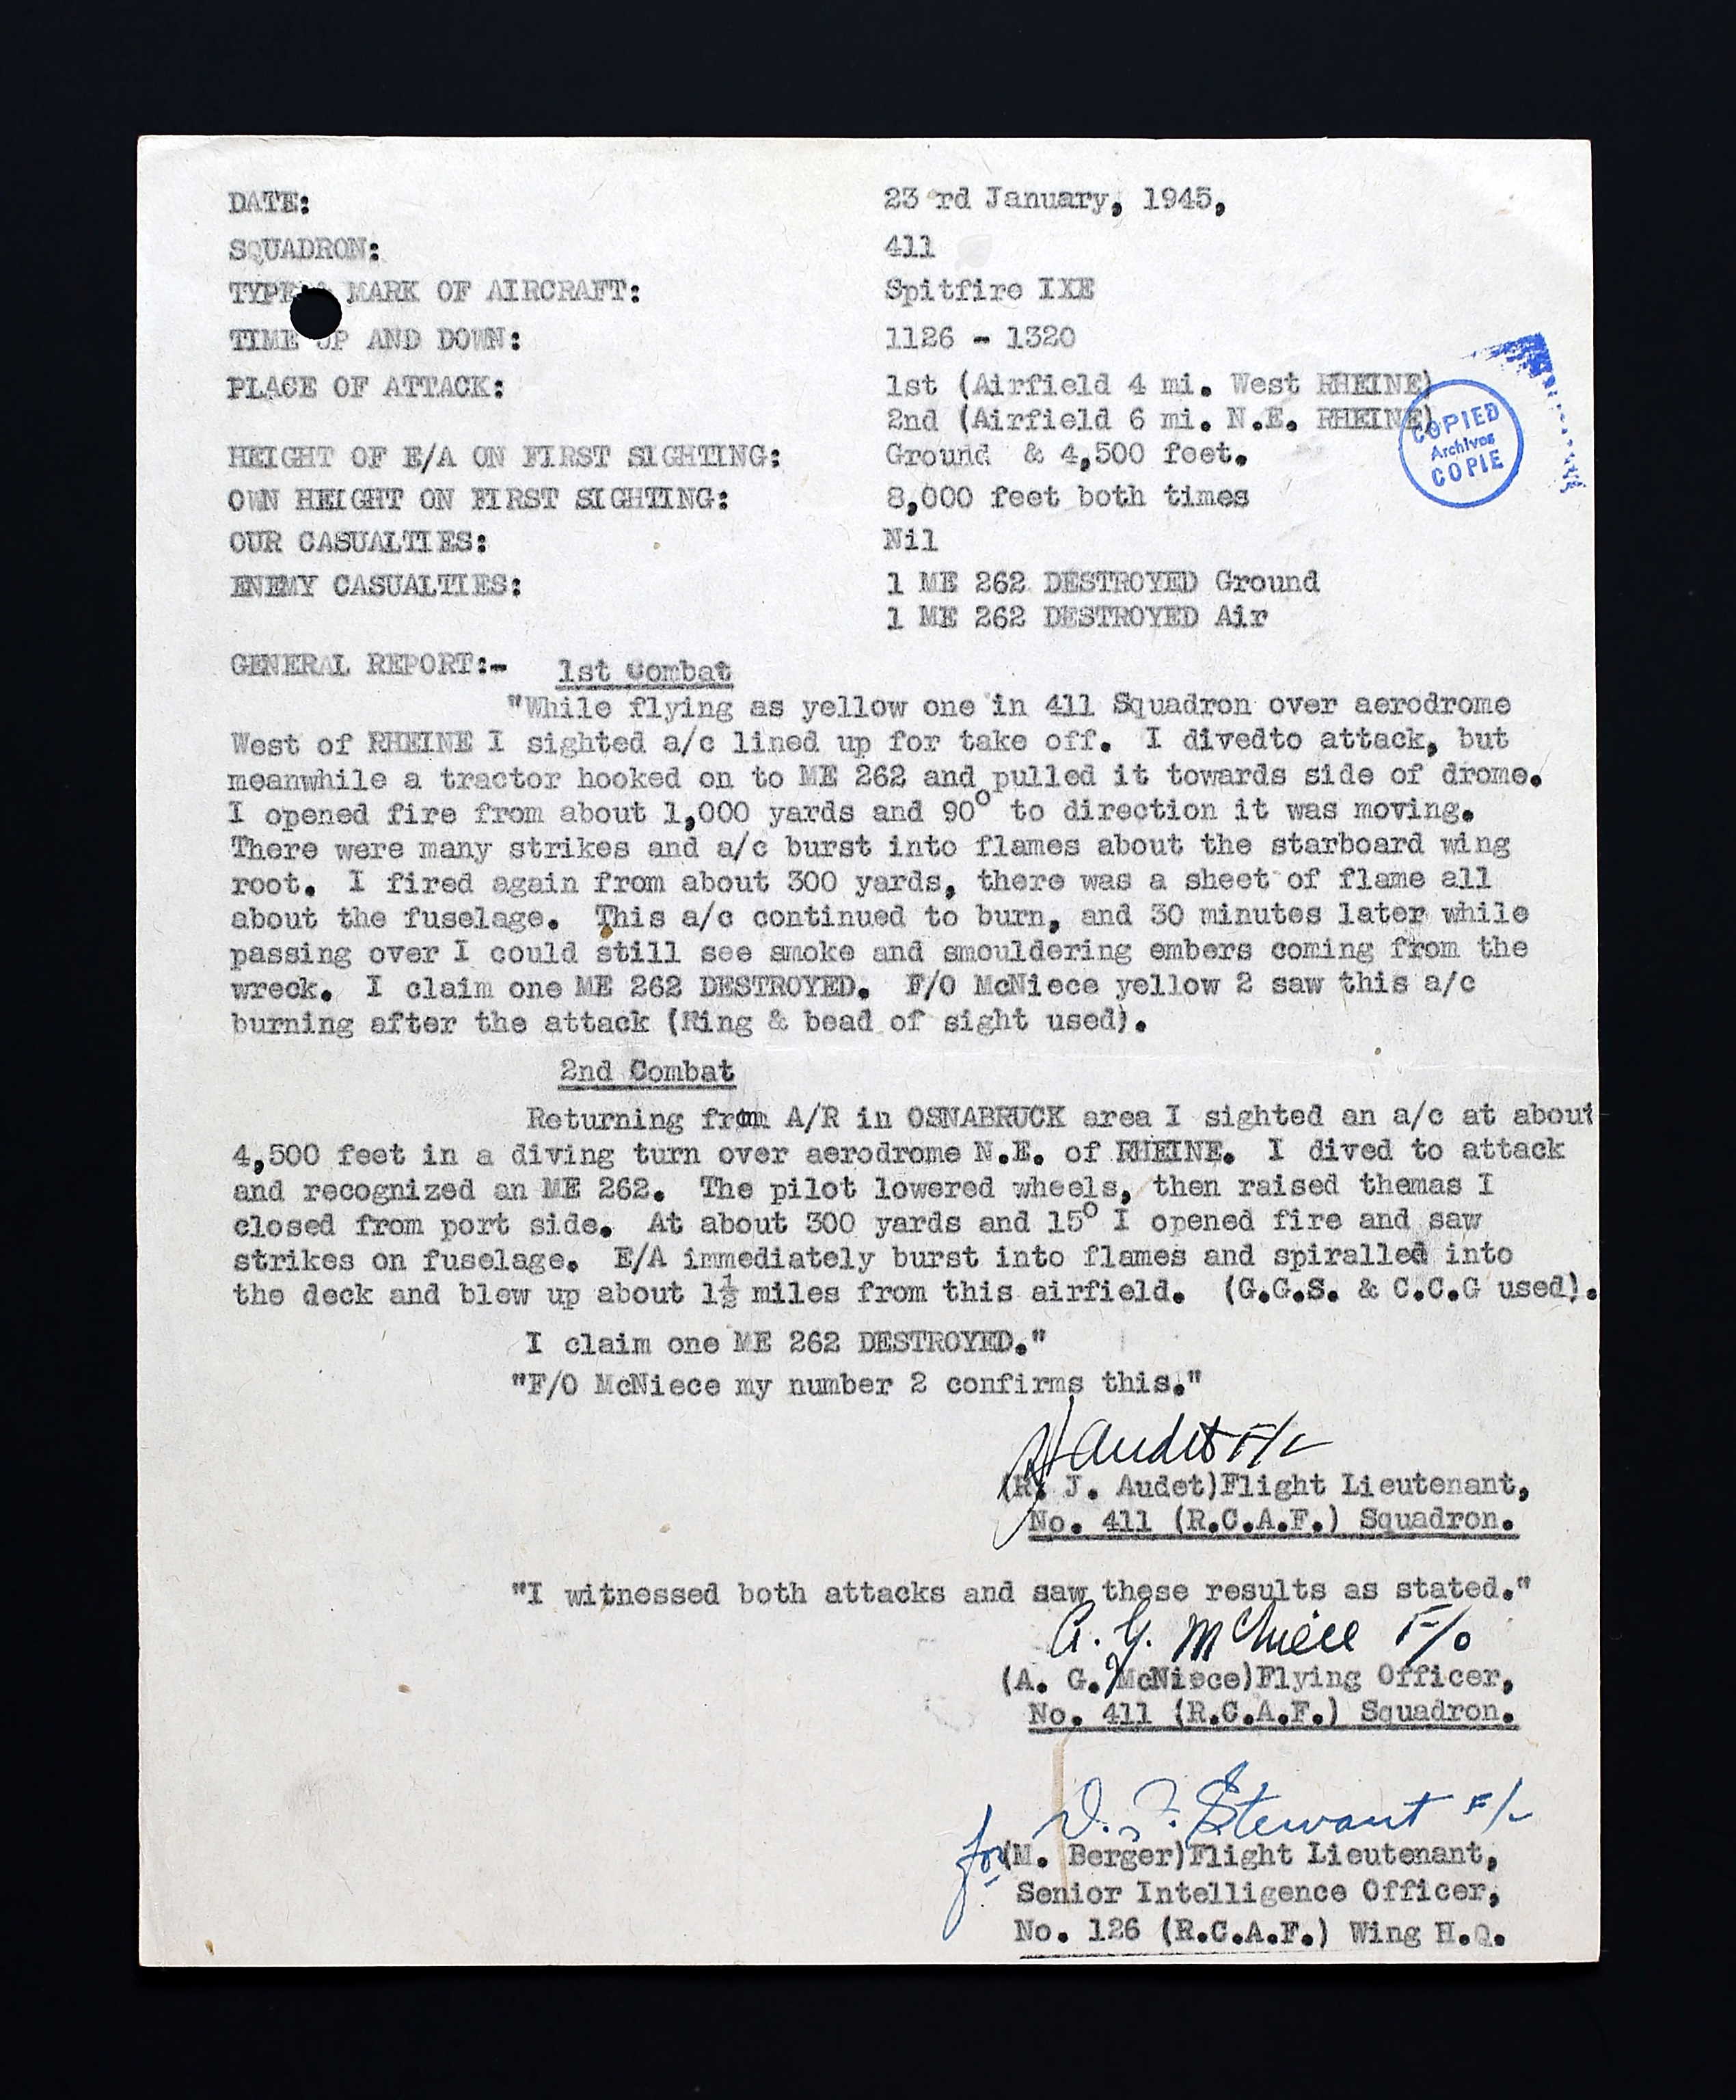 DATE: 23 rd January, 1945,
SQUADRON: 411
TYPE & MARK OF AIRCRAFT: Spitfire IXE
TIME UP AND DOWN: 1126 - 1320
PLACE OF ATTACK: 1st (Airfield 4 mi. West RHEINE)
2nd (Airfield 6 mi. N.E. RHEINE)
COPIED
Archives
COPIE
HEIGHT OF E/A ON FIRST SIGHTING: Ground & 4,500 feet.
OWN HEIGHT ON FIRST SIGHTING: 8,000 feet both times
OUR CASUALTIES: Nil
ENEMY CASUALTIES: 1 ME 262 DESTROYED Ground
1 ME 262 DESTROYED Air
GENERAL REPORT:- 1st Combat
"While flying as yellow one in 411 Squadron over aerodrome
West of RHEINE I sighted a/c lined up for take off. I divedto attack, but
meanwhile a tractor hooked on to ME 262 and pulled it towards side of drome.
I opened fire from about 1,000 yards and 90° to direction it was moving.
There were many strikes and a/c burst into flames about the starboard wing
root. I fired again from about 300 yards, there was a sheet of flame all
about the fuselage. This a/c continued to burn, and 30 minutes later while
passing over I could still see smoke and smouldering embers coming from the
wreck. I claim one ME 262 DESTROYED. F/O McNiece yellow 2 saw this a/c
burning after the attack (Ring & bead of sight used).
2nd Combat
Returning from A/R in OSNABRUCK area I sighted an a/c at about
4,500 feet in a diving turn over aerodrome N.E. of RHEINE. I dived to attack
and recognized an ME 262. The pilot lowered wheels, then raised themas I
closed from port side. At about 300 yards and 15° I opened fire and saw
strikes on fuselage. E/A immediately burst into flames and spiralled into
the deck and blew up about 1½ miles from this airfield. (G.G.S. & C.C.G used).
I claim one ME 262 DESTROYED."
"F/O McNiece my number 2 confirms this."
RJAudet F/L
(R. J. Audet)Flight Lieutenant,
No. 411 (R.C.A.F.) Squadron.
"I witnessed both attacks and saw these results as stated."
A. G. McNiece F/O
(A. G. McNiece)Flying Officer,
No. 411 (R.C.A.F.) Squadron.
Stewart F/L
for (M. Berger)Flight Lieutenant,
Senior Intelligence Officer,
No. 126 (R.C.A.F.) Wing H.Q.